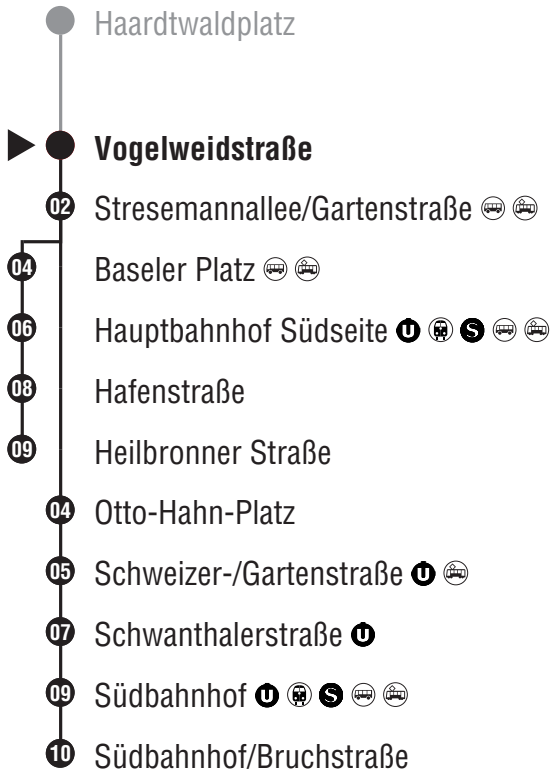 Haardtwaldplatz
Vogelweidstraße
02 Stresemannallee/Gartenstraße
04 Baseler Platz
06 Hauptbahnhof Südseite U S
08 Hafenstraße
09 Heilbronner Straße
04 Otto-Hahn-Platz
05 Schweizer-/Gartenstraße U
07 Schwanthalerstraße U
09 Südbahnhof U S
10 Südbahnhof/Bruchstraße